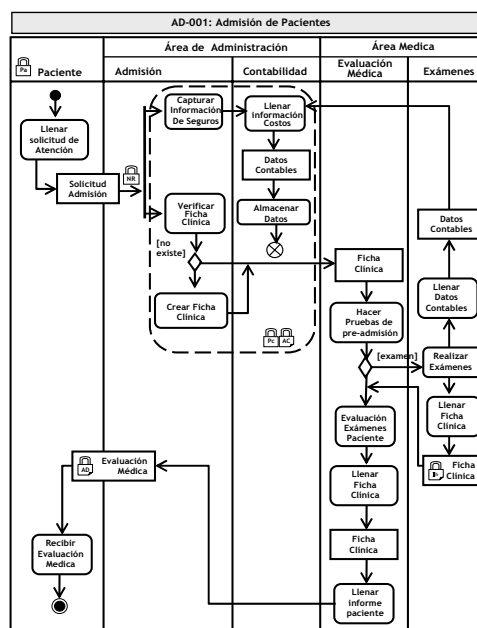 AD-001: Admisión de Pacientes
Área de Administración
Área Medica
Pa
Paciente
Admisión
Contabilidad
Evaluación
Médica
Exámenes
Llenar
solicitud de
Atención
Solicitud
Admisión
NR
Capturar
Información
De Seguros
Llenar
información
Costos
Datos
Contables
Almacenar
Datos
Verificar
Ficha
Clínica
[no
existe]
Crear Ficha
Clínica
Pc
AC
Ficha
Clínica
Hacer
Pruebas de
pre-admisión
[examen]
Realizar
Exámenes
Llenar
Datos
Contables
Datos
Contables
Llenar
Ficha
Clínica
Ficha
Clínica
Evaluación
Exámenes
Paciente
Llenar
Ficha
Clínica
Ficha
Clínica
Llenar
informe
paciente
AD
Evaluación
Médica
Recibir
Evaluación
Medica